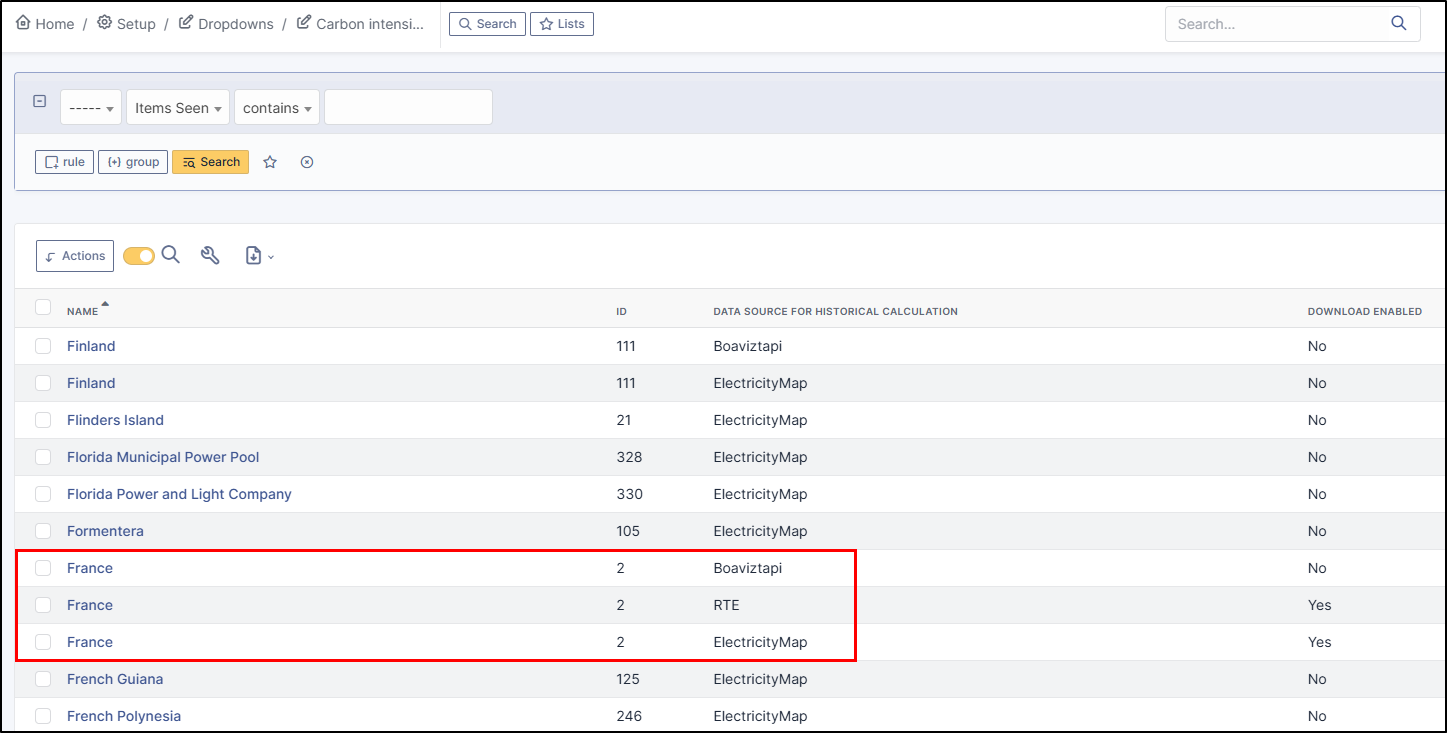 Home / Setup / Dropdowns / Carbon intensi... Search Lists Search...
----- Items Seen contains
rule group Search
Actions
NAME ID DATA SOURCE FOR HISTORICAL CALCULATION DOWNLOAD ENABLED
Finland 111 Boaviztapi No
Finland 111 ElectricityMap No
Flinders Island 21 ElectricityMap No
Florida Municipal Power Pool 328 ElectricityMap No
Florida Power and Light Company 330 ElectricityMap No
Formentera 105 ElectricityMap No
France 2 Boaviztapi No
France 2 RTE Yes
France 2 ElectricityMap Yes
French Guiana 125 ElectricityMap No
French Polynesia 246 ElectricityMap No